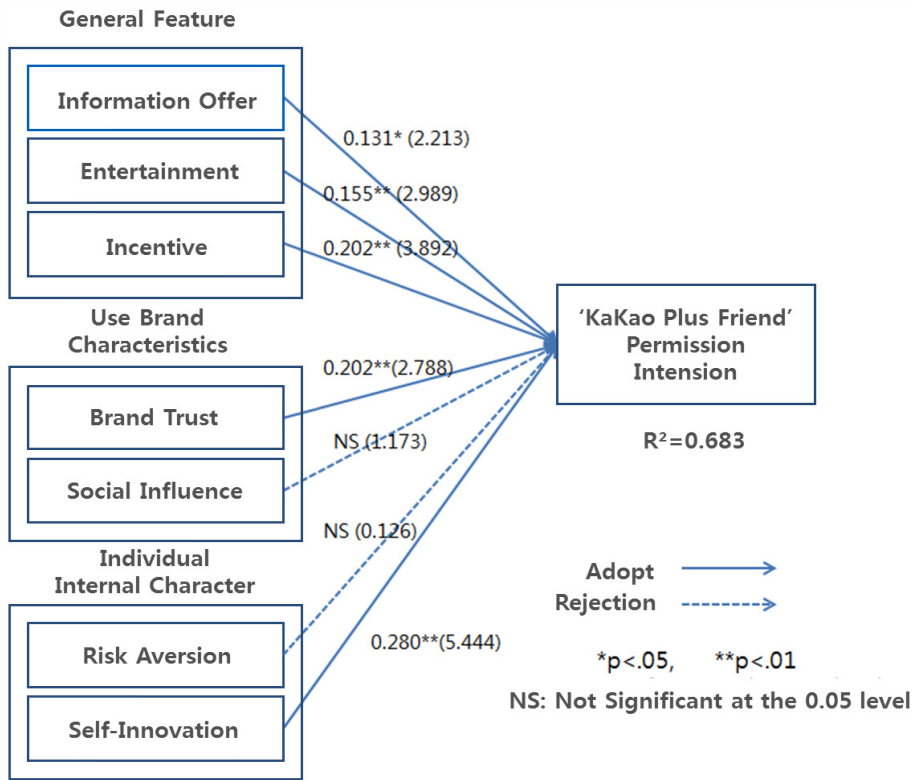 General Feature
Information Offer
Entertainment
Incentive
0.131* (2.213)
0.155** (2.989)
0.202** (3.892)
Use Brand
Characteristics
Brand Trust
Social Influence
0.202**(2.788)
NS (1.173)
Individual
Internal Character
Risk Aversion
Self-Innovation
NS (0.126)
0.280**(5.444)
‘KaKao Plus Friend’
Permission
Intension
R²=0.683
Adopt
Rejection
*p<.05, **p<.01
NS: Not Significant at the 0.05 level